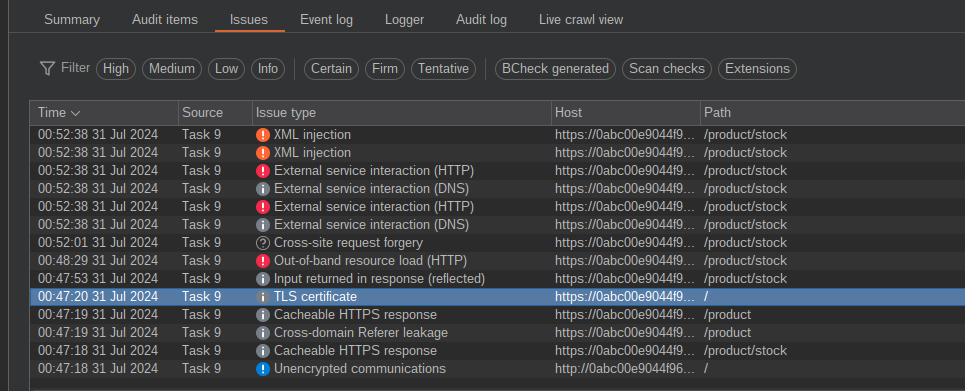 Summary Audit items Issues Event log Logger Audit log Live crawl view
Filter High Medium Low Info Certain Firm Tentative BCheck generated Scan checks Extensions
Time Source Issue type Host Path
00:52:38 31 Jul 2024 Task 9 XML injection https://0abc00e9044f9... /product/stock
00:52:38 31 Jul 2024 Task 9 XML injection https://0abc00e9044f9... /product/stock
00:52:38 31 Jul 2024 Task 9 External service interaction (HTTP) https://0abc00e9044f9... /product/stock
00:52:38 31 Jul 2024 Task 9 External service interaction (DNS) https://0abc00e9044f9... /product/stock
00:52:38 31 Jul 2024 Task 9 External service interaction (HTTP) https://0abc00e9044f9... /product/stock
00:52:38 31 Jul 2024 Task 9 External service interaction (DNS) https://0abc00e9044f9... /product/stock
00:52:01 31 Jul 2024 Task 9 Cross-site request forgery https://0abc00e9044f9... /product/stock
00:48:29 31 Jul 2024 Task 9 Out-of-band resource load (HTTP) https://0abc00e9044f9... /product/stock
00:47:53 31 Jul 2024 Task 9 Input returned in response (reflected) https://0abc00e9044f9... /product/stock
00:47:20 31 Jul 2024 Task 9 TLS certificate https://0abc00e9044f9... /
00:47:19 31 Jul 2024 Task 9 Cacheable HTTPS response https://0abc00e9044f9... /product
00:47:19 31 Jul 2024 Task 9 Cross-domain Referer leakage https://0abc00e9044f9... /product
00:47:18 31 Jul 2024 Task 9 Cacheable HTTPS response https://0abc00e9044f9... /product/stock
00:47:18 31 Jul 2024 Task 9 Unencrypted communications http://0abc00e9044f96... /